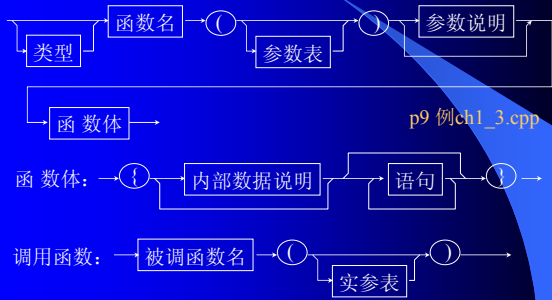 函数名 ( ) 参数说明
类型 参数表
函 数体
p9 例ch1_3.cpp
函 数体： { 内部数据说明 语句 }
调用函数： 被调函数名 ( )
实参表